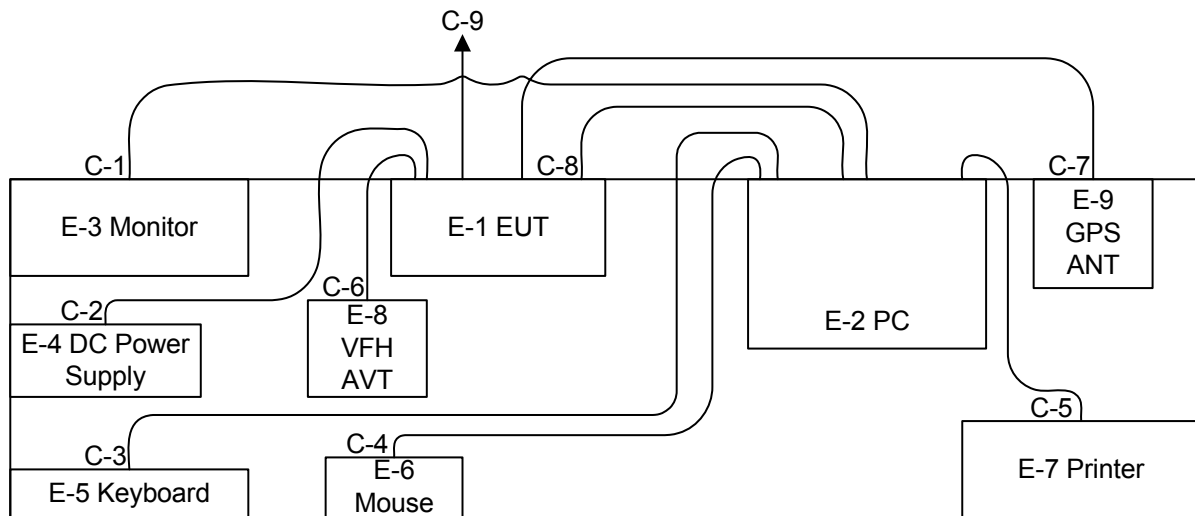 C-9
C-1
C-8
C-7
E-3 Monitor
E-1 EUT
E-9
GPS
ANT
C-2
C-6
E-4 DC Power
Supply
E-8
VFH
AVT
E-2 PC
C-5
C-3
C-4
E-5 Keyboard
E-6
Mouse
E-7 Printer